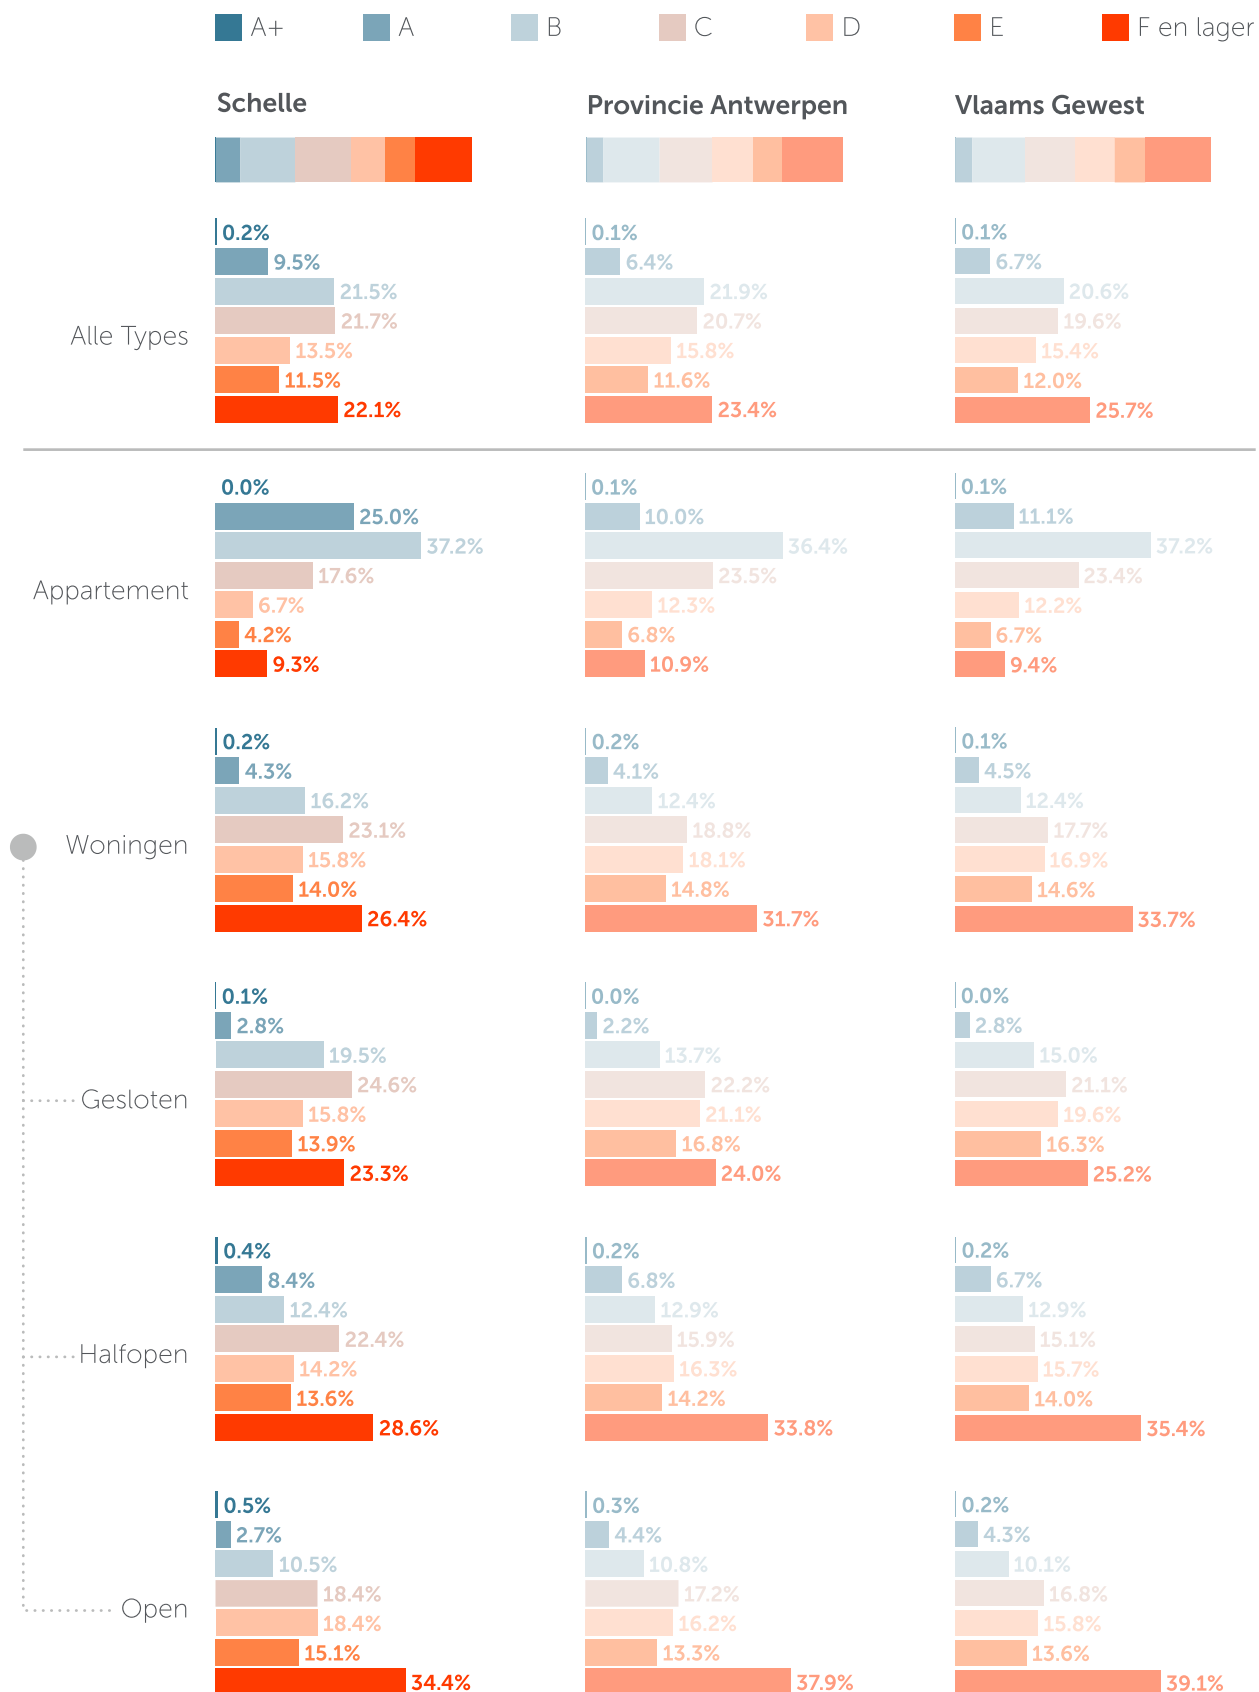 A+ A B C D E F en lager
Schelle Provincie Antwerpen Vlaams Gewest
Alle Types
0.2% 0.1% 0.1%
9.5% 6.4% 6.7%
21.5% 21.9% 20.6%
21.7% 20.7% 19.6%
13.5% 15.8% 15.4%
11.5% 11.6% 12.0%
22.1% 23.4% 25.7%
Appartement
0.0% 0.1% 0.1%
25.0% 10.0% 11.1%
37.2% 36.4% 37.2%
17.6% 23.5% 23.4%
6.7% 12.3% 12.2%
4.2% 6.8% 6.7%
9.3% 10.9% 9.4%
Woningen
0.2% 0.2% 0.1%
4.3% 4.1% 4.5%
16.2% 12.4% 12.4%
23.1% 18.8% 17.7%
15.8% 18.1% 16.9%
14.0% 14.8% 14.6%
26.4% 31.7% 33.7%
Gesloten
0.1% 0.0% 0.0%
2.8% 2.2% 2.8%
19.5% 13.7% 15.0%
24.6% 22.2% 21.1%
15.8% 21.1% 19.6%
13.9% 16.8% 16.3%
23.3% 24.0% 25.2%
Halfopen
0.4% 0.2% 0.2%
8.4% 6.8% 6.7%
12.4% 12.9% 12.9%
22.4% 15.9% 15.1%
14.2% 16.3% 15.7%
13.6% 14.2% 14.0%
28.6% 33.8% 35.4%
Open
0.5% 0.3% 0.2%
2.7% 4.4% 4.3%
10.5% 10.8% 10.1%
18.4% 17.2% 16.8%
18.4% 16.2% 15.8%
15.1% 13.3% 13.6%
34.4% 37.9% 39.1%